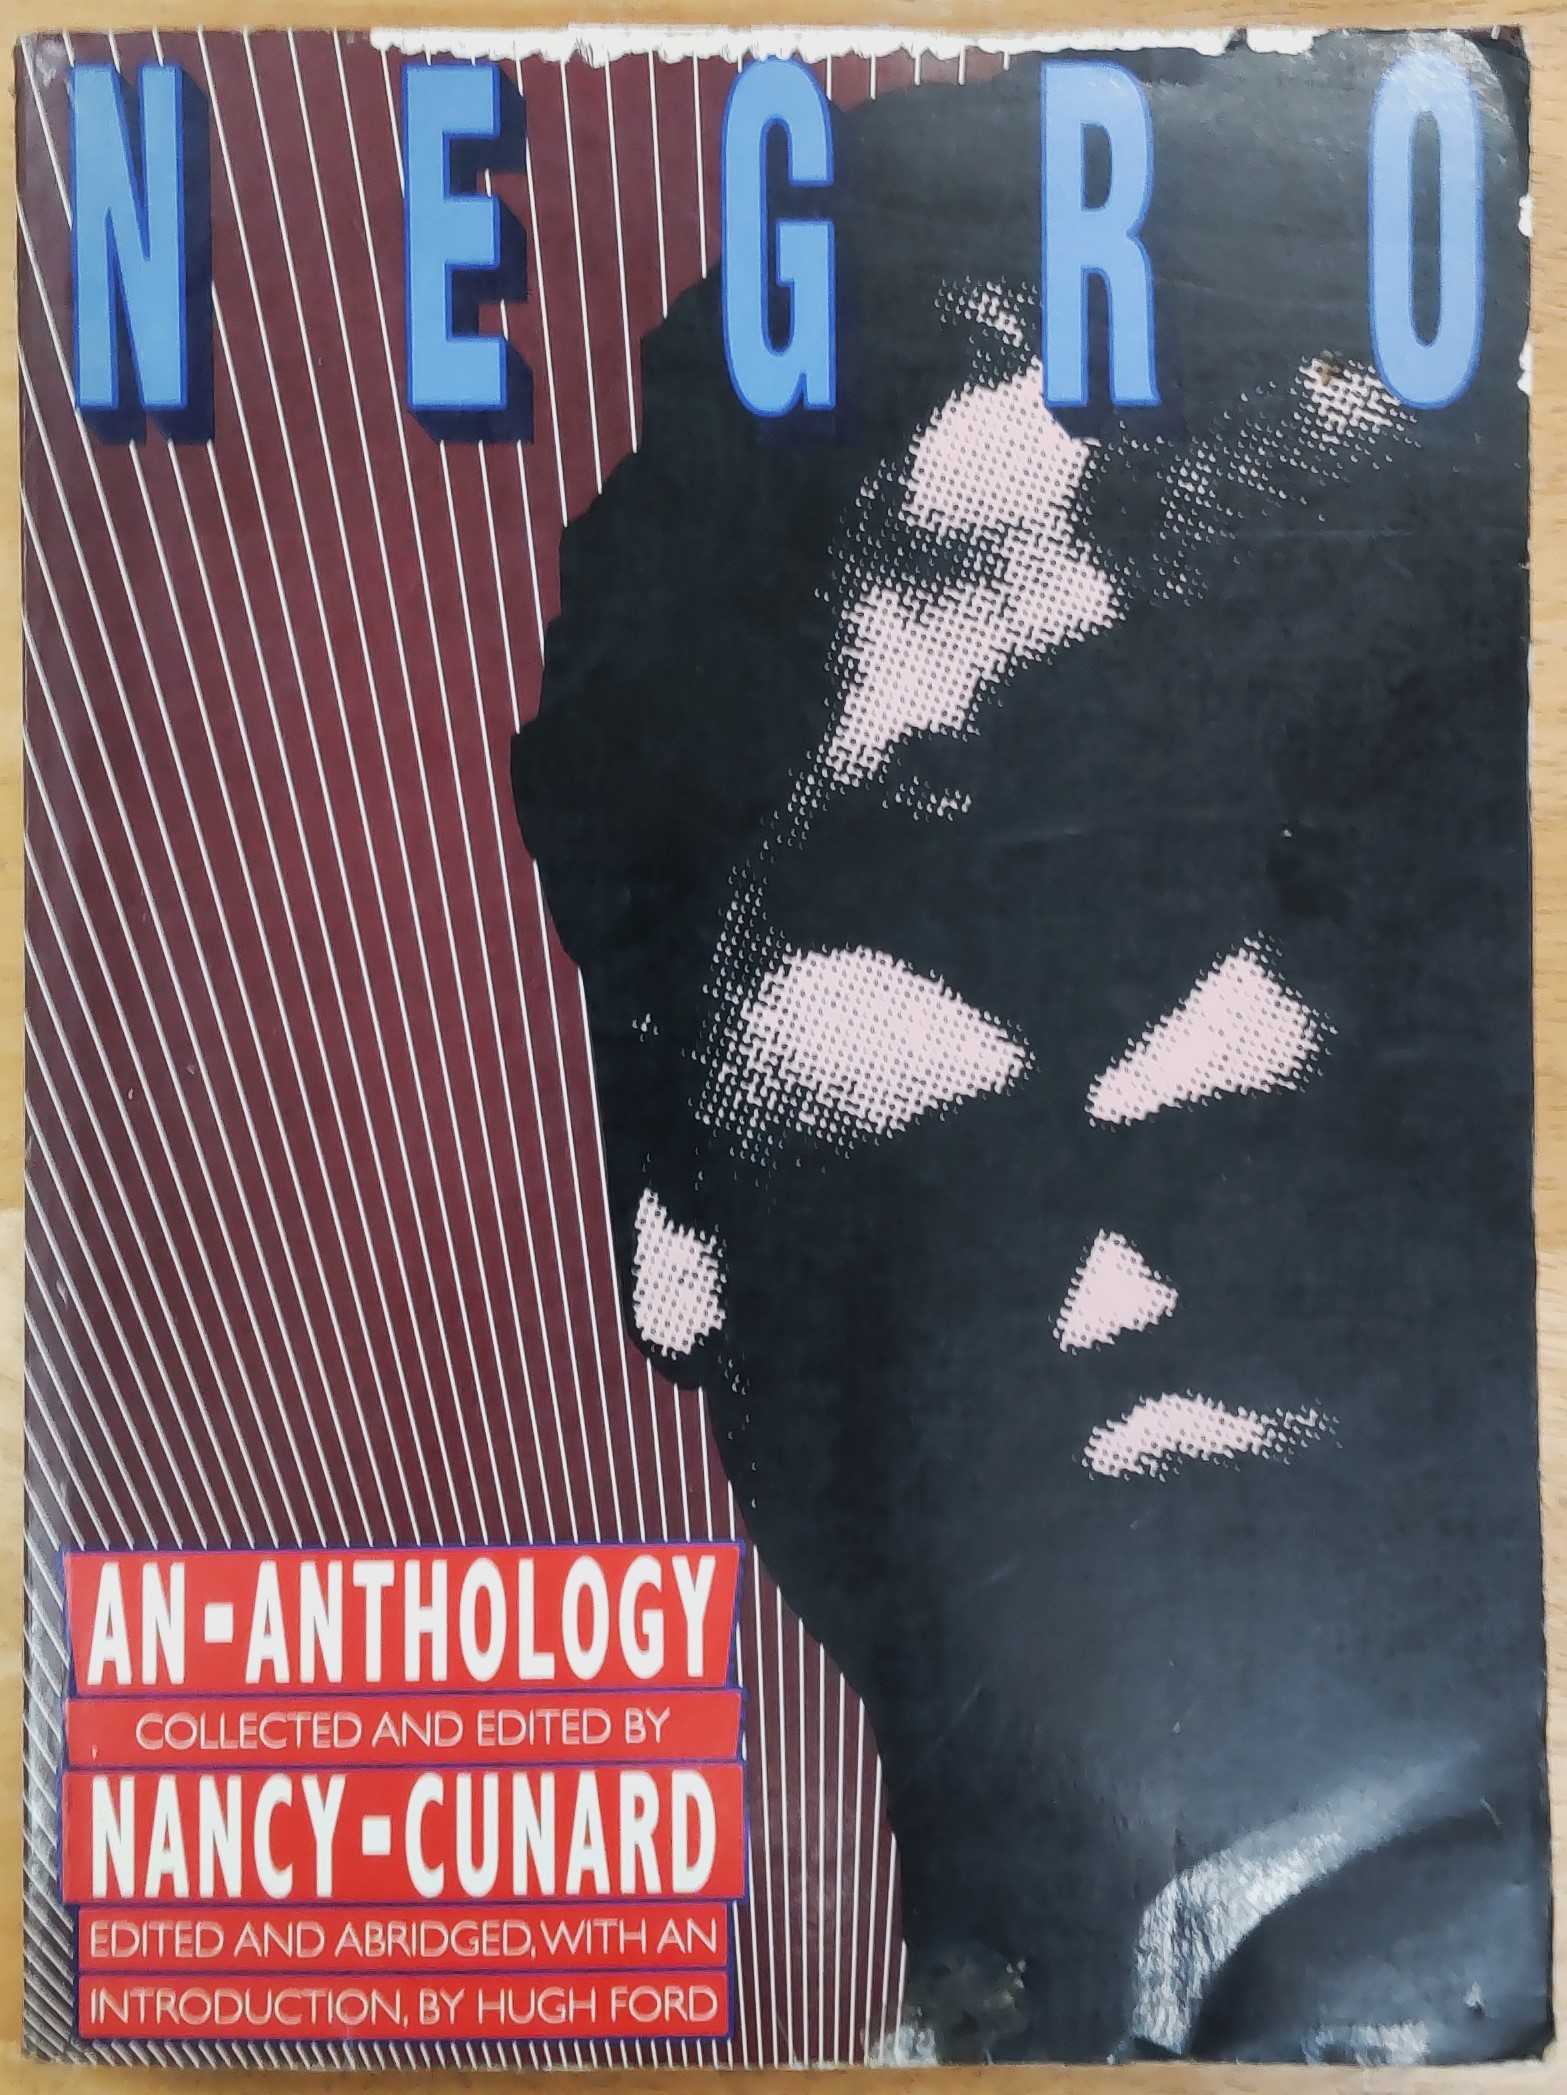 NEGRO
AN▪ANTHOLOGY
COLLECTED AND EDITED BY
NANCY▪CUNARD
EDITED AND ABRIDGED, WITH AN
INTRODUCTION, BY HUGH FORD